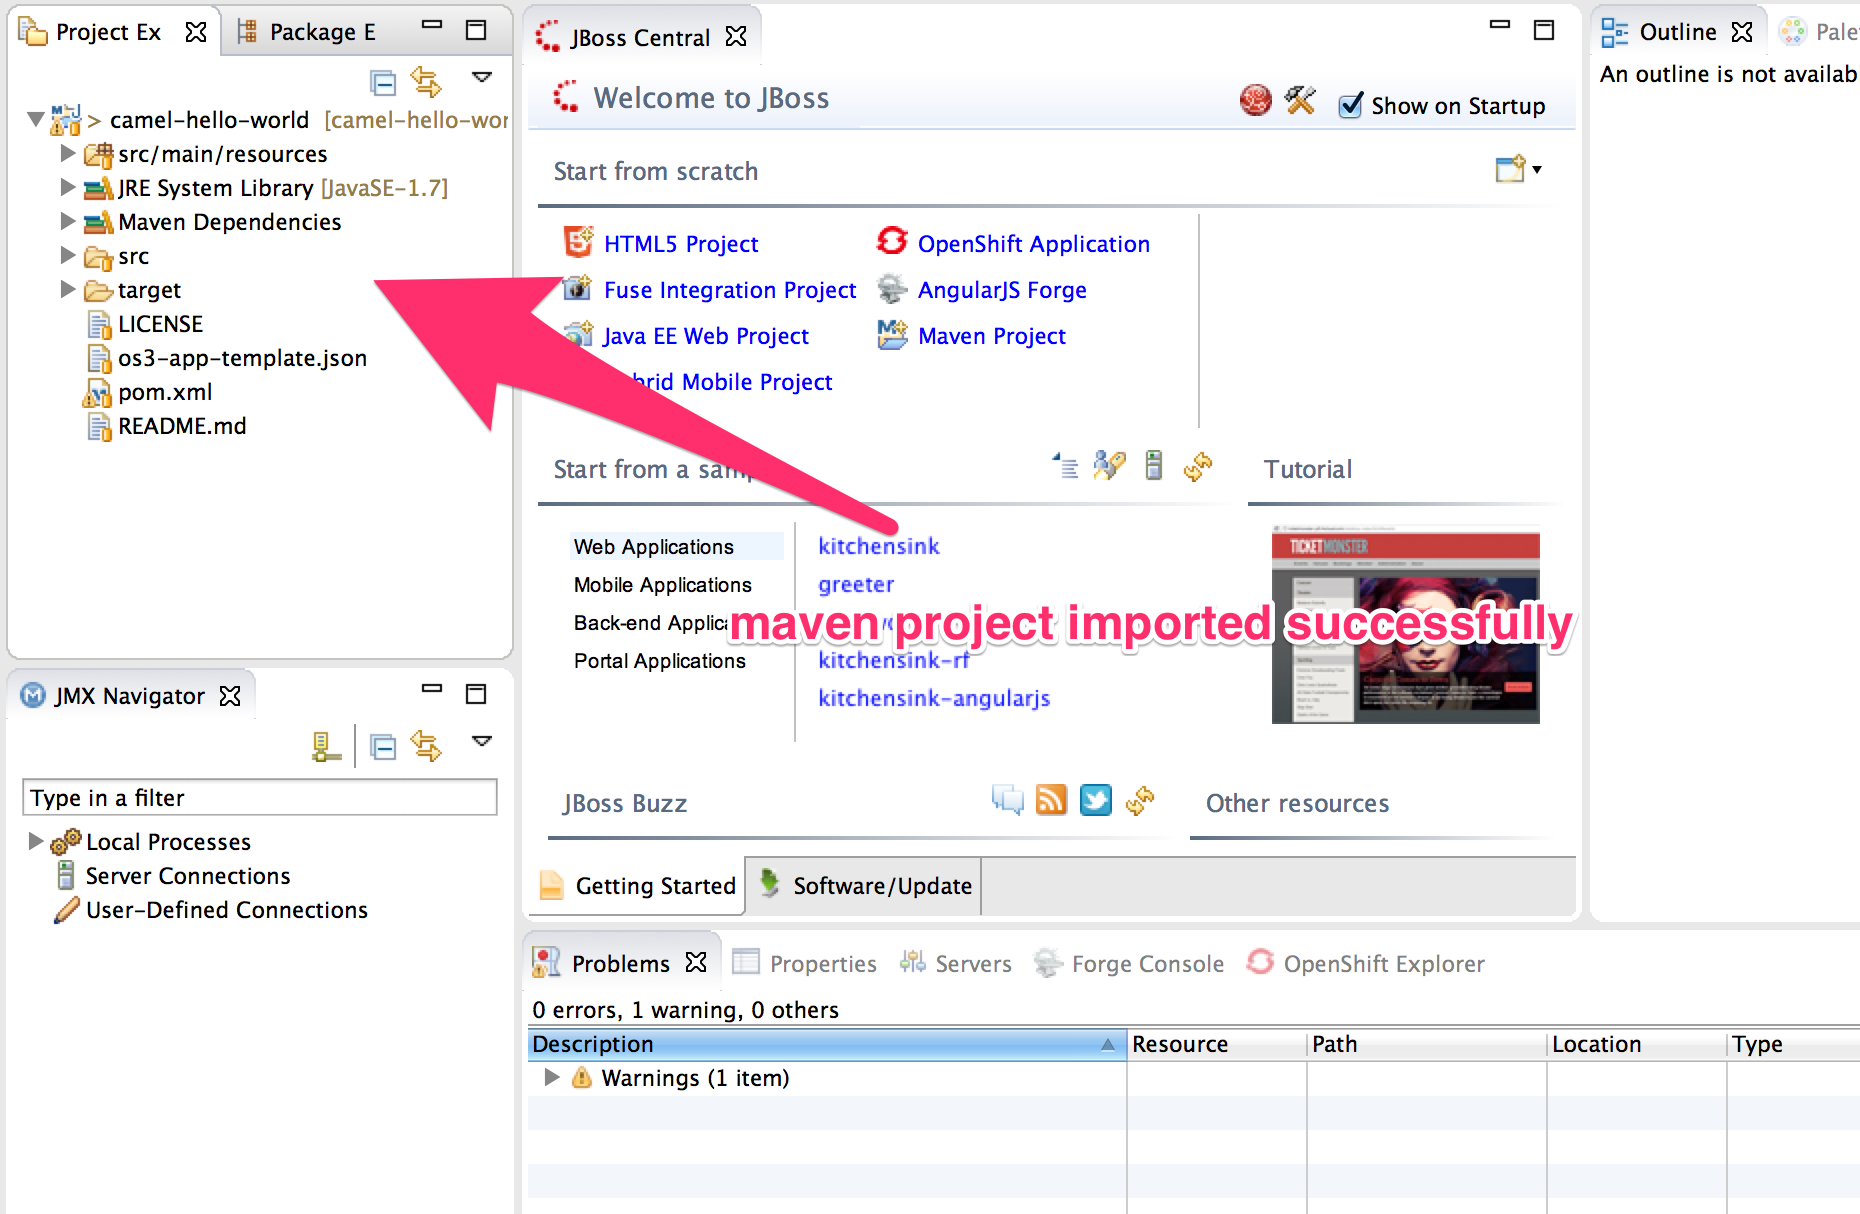 Project Ex
Package E
> camel-hello-world [camel-hello-wor
src/main/resources
JRE System Library [JavaSE-1.7]
Maven Dependencies
src
target
LICENSE
os3-app-template.json
pom.xml
README.md
JMX Navigator
Type in a filter
Local Processes
Server Connections
User-Defined Connections
JBoss Central
Welcome to JBoss
Show on Startup
Start from scratch
HTML5 Project
OpenShift Application
Fuse Integration Project
AngularJS Forge
Java EE Web Project
Maven Project
brid Mobile Project
Start from a sam
Tutorial
Web Applications
Mobile Applications
Back-end Applica
Portal Applications
kitchensink
greeter
kitchensink-rf
kitchensink-angularjs
TICKETMONSTER
maven project imported successfully
JBoss Buzz
Other resources
Getting Started
Software/Update
Outline
Pale
An outline is not availab
Problems
Properties
Servers
Forge Console
OpenShift Explorer
0 errors, 1 warning, 0 others
Description Resource Path Location Type
Warnings (1 item)